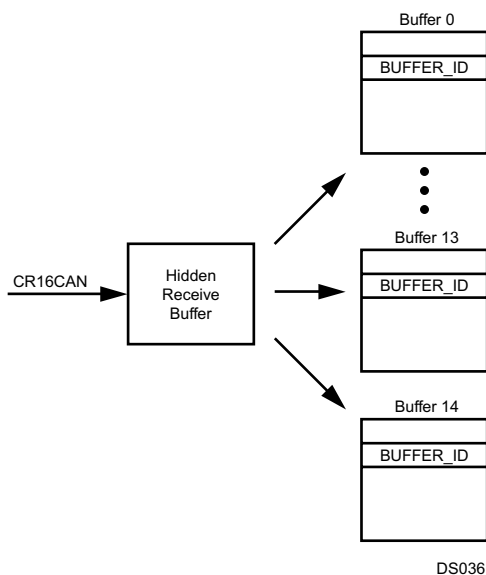 Buffer 0
BUFFER_ID
Buffer 13
BUFFER_ID
CR16CAN
Hidden
Receive
Buffer
Buffer 14
BUFFER_ID
DS036